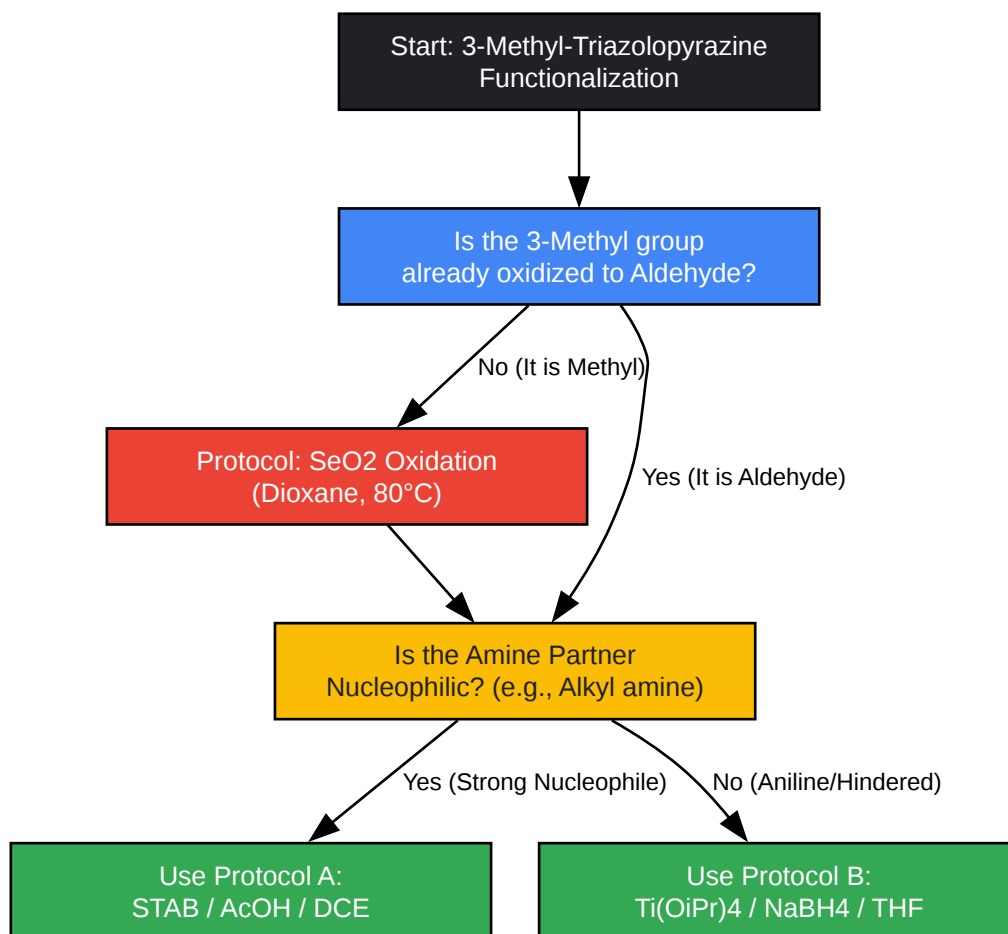 Start: 3-Methyl-Triazolopyrazine
Functionalization
Is the 3-Methyl group
already oxidized to Aldehyde?
No (It is Methyl)
Protocol: SeO2 Oxidation
(Dioxane, 80°C)
Yes (It is Aldehyde)
Is the Amine Partner
Nucleophilic? (e.g., Alkyl amine)
Yes (Strong Nucleophile)
No (Aniline/Hindered)
Use Protocol A:
STAB / AcOH / DCE
Use Protocol B:
Ti(OiPr)4 / NaBH4 / THF